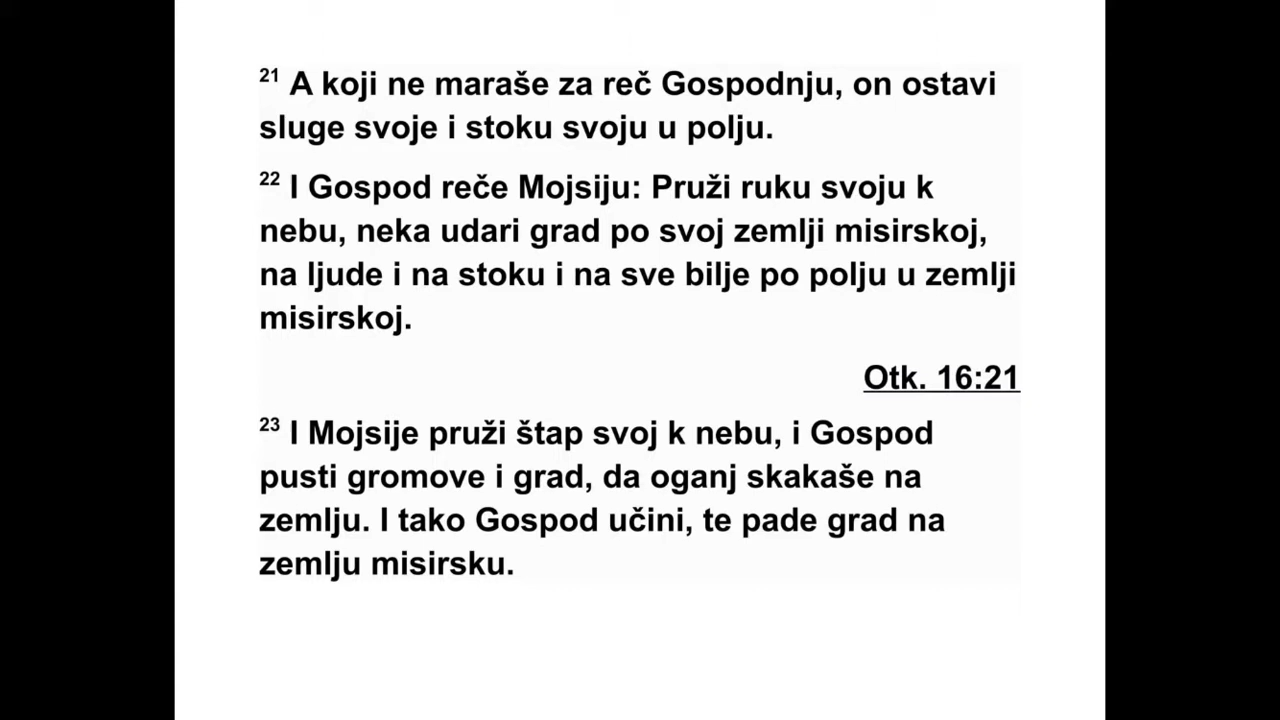 21 A koji ne maraše za reč Gospodnju, on ostavi
sluge svoje i stoku svoju u polju.
22 I Gospod reče Mojsiju: Pruži ruku svoju k
nebu, neka udari grad po svoj zemlji misirskoj,
na ljude i na stoku i na sve bilje po polju u zemlji
misirskoj.
Otk. 16:21
23 I Mojsije pruži štap svoj k nebu, i Gospod
pusti gromove i grad, da oganj skakaše na
zemlju. I tako Gospod učini, te pade grad na
zemlju misirsku.